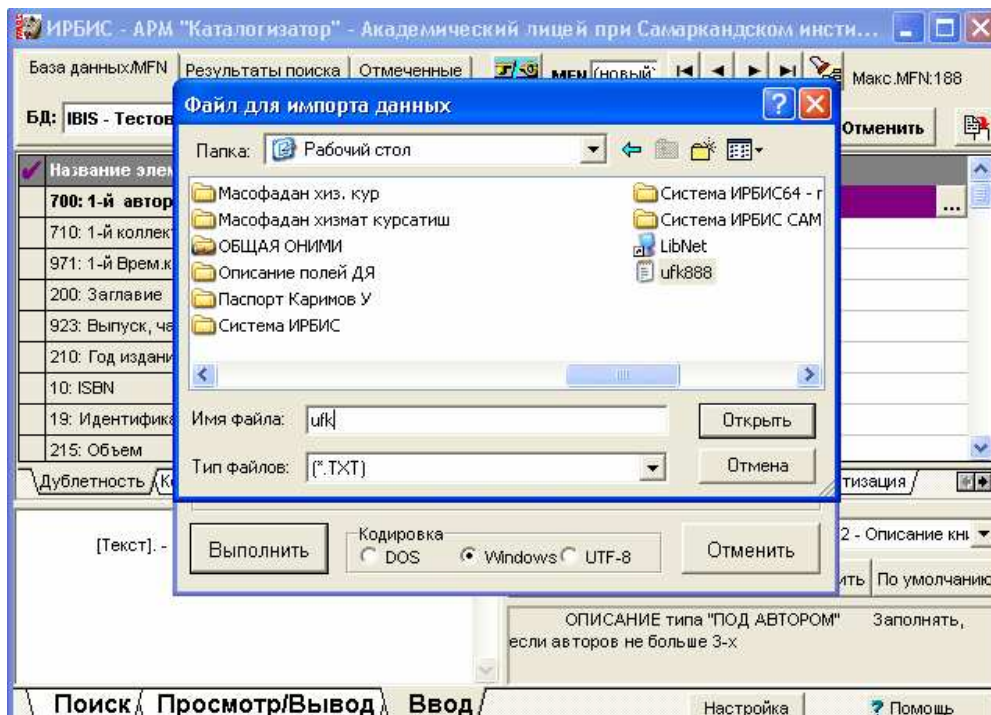 ИРБИС - АРМ "Каталогизатор" - Академический лицей при Самаркандском инсти...
База данных/MFN Результаты поиска Отмеченные MFN (новый) Макс.MFN:188
Файл для импорта данных
БД: IBIS - Тестов Отменить
Папка: Рабочий стол
Название элем
700: 1-й автор
710: 1-й коллек
971: 1-й Врем.к
200: Заглавие
923: Выпуск, ча
210: Год издани
10: ISBN
19: Идентифика
215: Объем
Масофадан хиз. кур
Масофадан хизмат курсатиш
ОБЩАЯ ОНИМИ
Описание полей ДЯ
Паспорт Каримов У
Система ИРБИС
Система ИРБИС64 - г
Система ИРБИС САМ
LibNet
ufk888
Имя файла: ufk Открыть
Тип файлов: (*.TXT) Отмена
Дублетность тизация
[Текст]. -
Выполнить Кодировка DOS Windows UTF-8 Отменить
2 - Описание кни
ить По умолчанию
ОПИСАНИЕ типа "ПОД АВТОРОМ" Заполнять,
если авторов не больше 3-х
Поиск Просмотр/Вывод Ввод Настройка Помощь